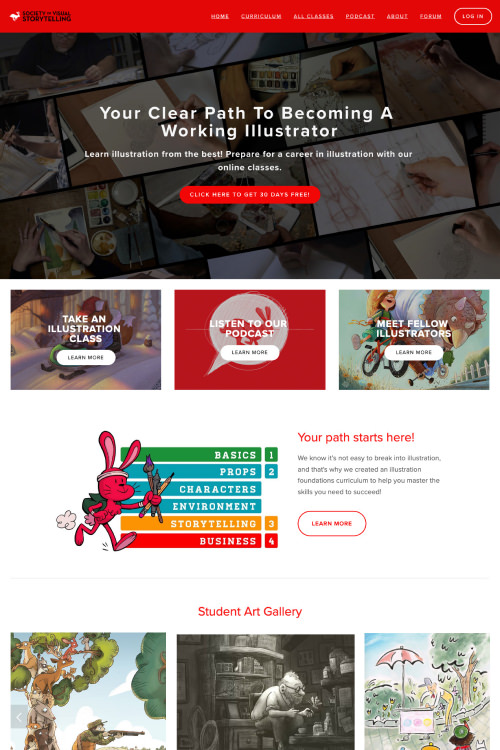 SOCIETY OF VISUAL
STORYTELLING
HOME
CURRICULUM
ALL CLASSES
PODCAST
ABOUT
FORUM
LOG IN
Your Clear Path To Becoming A
Working Illustrator
Learn illustration from the best! Prepare for a career in illustration with our
online classes.
CLICK HERE TO GET 30 DAYS FREE!
TAKE AN
ILLUSTRATION
CLASS
LEARN MORE
LISTEN TO OUR
PODCAST
LEARN MORE
MEET FELLOW
ILLUSTRATORS
LEARN MORE
BASICS 1
PROPS 2
CHARACTERS
ENVIRONMENT
STORYTELLING 3
BUSINESS 4
Your path starts here!
We know it's not easy to break into illustration,
and that's why we created an illustration
foundations curriculum to help you master the
skills you need to succeed!
LEARN MORE
Student Art Gallery